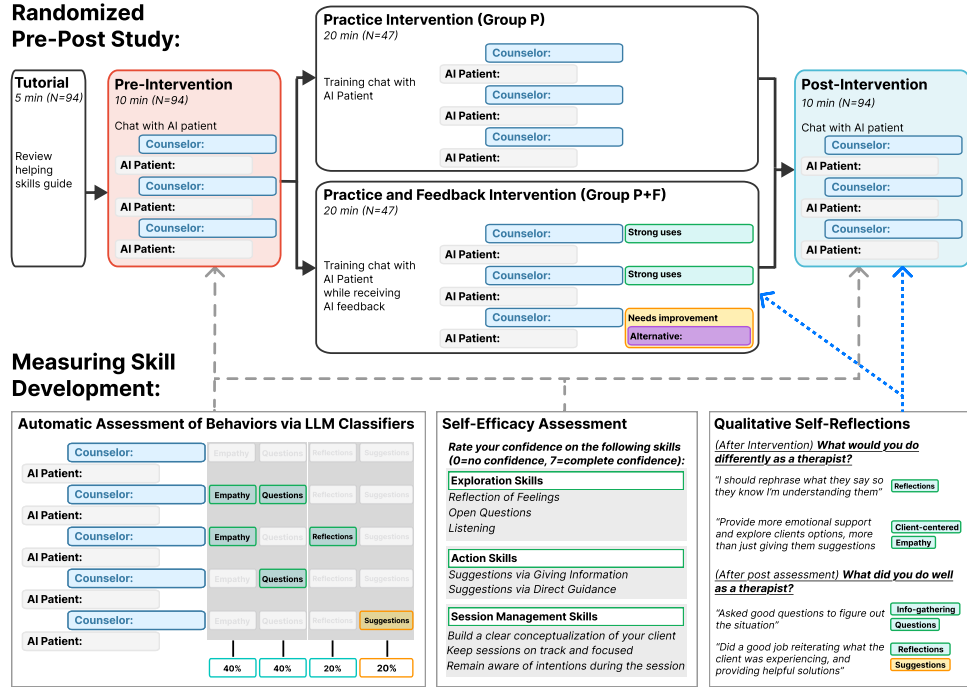 Randomized
Pre-Post Study:
Tutorial
5 min (N=94)
Review
helping
skills guide
Pre-Intervention
10 min (N=94)
Chat with AI patient
Counselor:
AI Patient:
Counselor:
AI Patient:
Counselor:
AI Patient:
Practice Intervention (Group P)
20 min (N=47)
Training chat with
AI Patient
Counselor:
AI Patient:
Counselor:
AI Patient:
Counselor:
AI Patient:
Practice and Feedback Intervention (Group P+F)
20 min (N=47)
Training chat with
AI Patient
while receiving
AI feedback
Counselor:
Strong uses
AI Patient:
Counselor:
Strong uses
AI Patient:
Counselor:
Needs improvement
Alternative:
AI Patient:
Post-Intervention
10 min (N=94)
Chat with AI patient
Counselor:
AI Patient:
Counselor:
AI Patient:
Counselor:
AI Patient:
Measuring Skill
Development:
Automatic Assessment of Behaviors via LLM Classifiers
Counselor: Empathy Questions Reflections Suggestions
AI Patient:
Counselor: Empathy Questions Reflections Suggestions
AI Patient:
Counselor: Empathy Questions Reflections Suggestions
AI Patient:
Counselor: Empathy Questions Reflections Suggestions
AI Patient:
Counselor: Empathy Questions Reflections Suggestions
AI Patient:
40% 40% 20% 20%
Self-Efficacy Assessment
Rate your confidence on the following skills
(0=no confidence, 7=complete confidence):
Exploration Skills
Reflection of Feelings
Open Questions
Listening
Action Skills
Suggestions via Giving Information
Suggestions via Direct Guidance
Session Management Skills
Build a clear conceptualization of your client
Keep sessions on track and focused
Remain aware of intentions during the session
Qualitative Self-Reflections
(After Intervention) What would you do
differently as a therapist?
"I should rephrase what they say so
they know I'm understanding them"
Reflections
"Provide more emotional support
and explore clients options, more
than just giving them suggestions
Client-centered
Empathy
(After post assessment) What did you do well
as a therapist?
"Asked good questions to figure out
the situation"
Info-gathering
Questions
"Did a good job reiterating what the
client was experiencing, and
providing helpful solutions"
Reflections
Suggestions